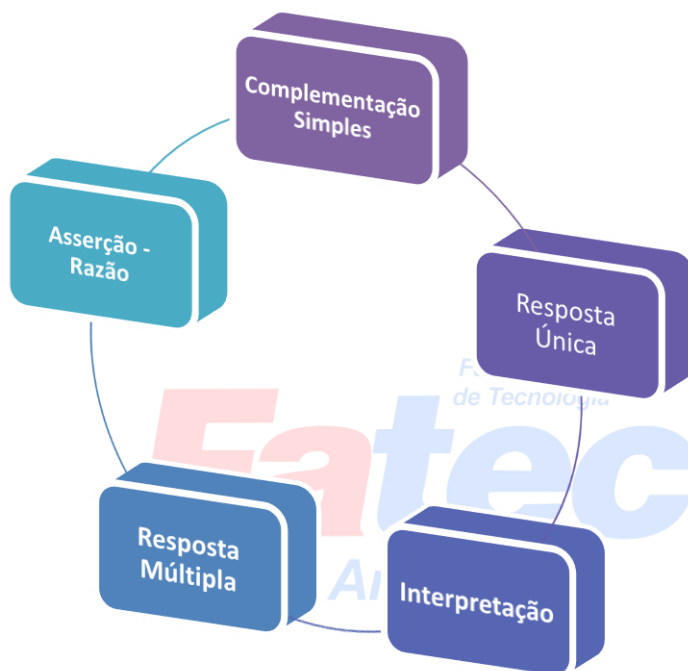 Complementação
Simples
Asserção -
Razão
Resposta
Única
de Tecnologia
Fatec
Resposta
Múltipla
Interpretação